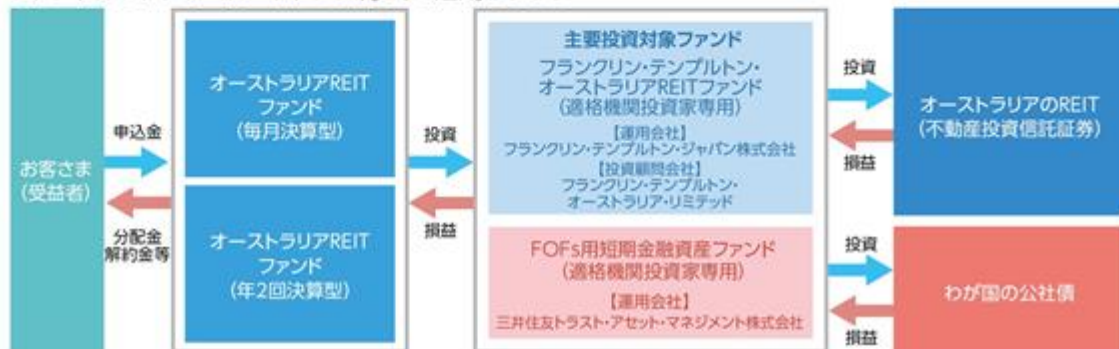 お客さま
(受益者)
申込金
分配金
解約金等
オーストラリアREIT
ファンド
(毎月決算型)
オーストラリアREIT
ファンド
(年2回決算型)
投資
損益
主要投資対象ファンド
フランクリン・テンプルトン・
オーストラリアREITファンド
(適格機関投資家専用)
【運用会社】
フランクリン・テンプルトン・ジャパン株式会社
【投資顧問会社】
フランクリン・テンプルトン・
オーストラリア・リミテッド
FOFs用短期金融資産ファンド
(適格機関投資家専用)
【運用会社】
三井住友トラスト・アセット・マネジメント株式会社
投資
損益
オーストラリアのREIT
(不動産投資信託証券)
投資
損益
わが国の公社債